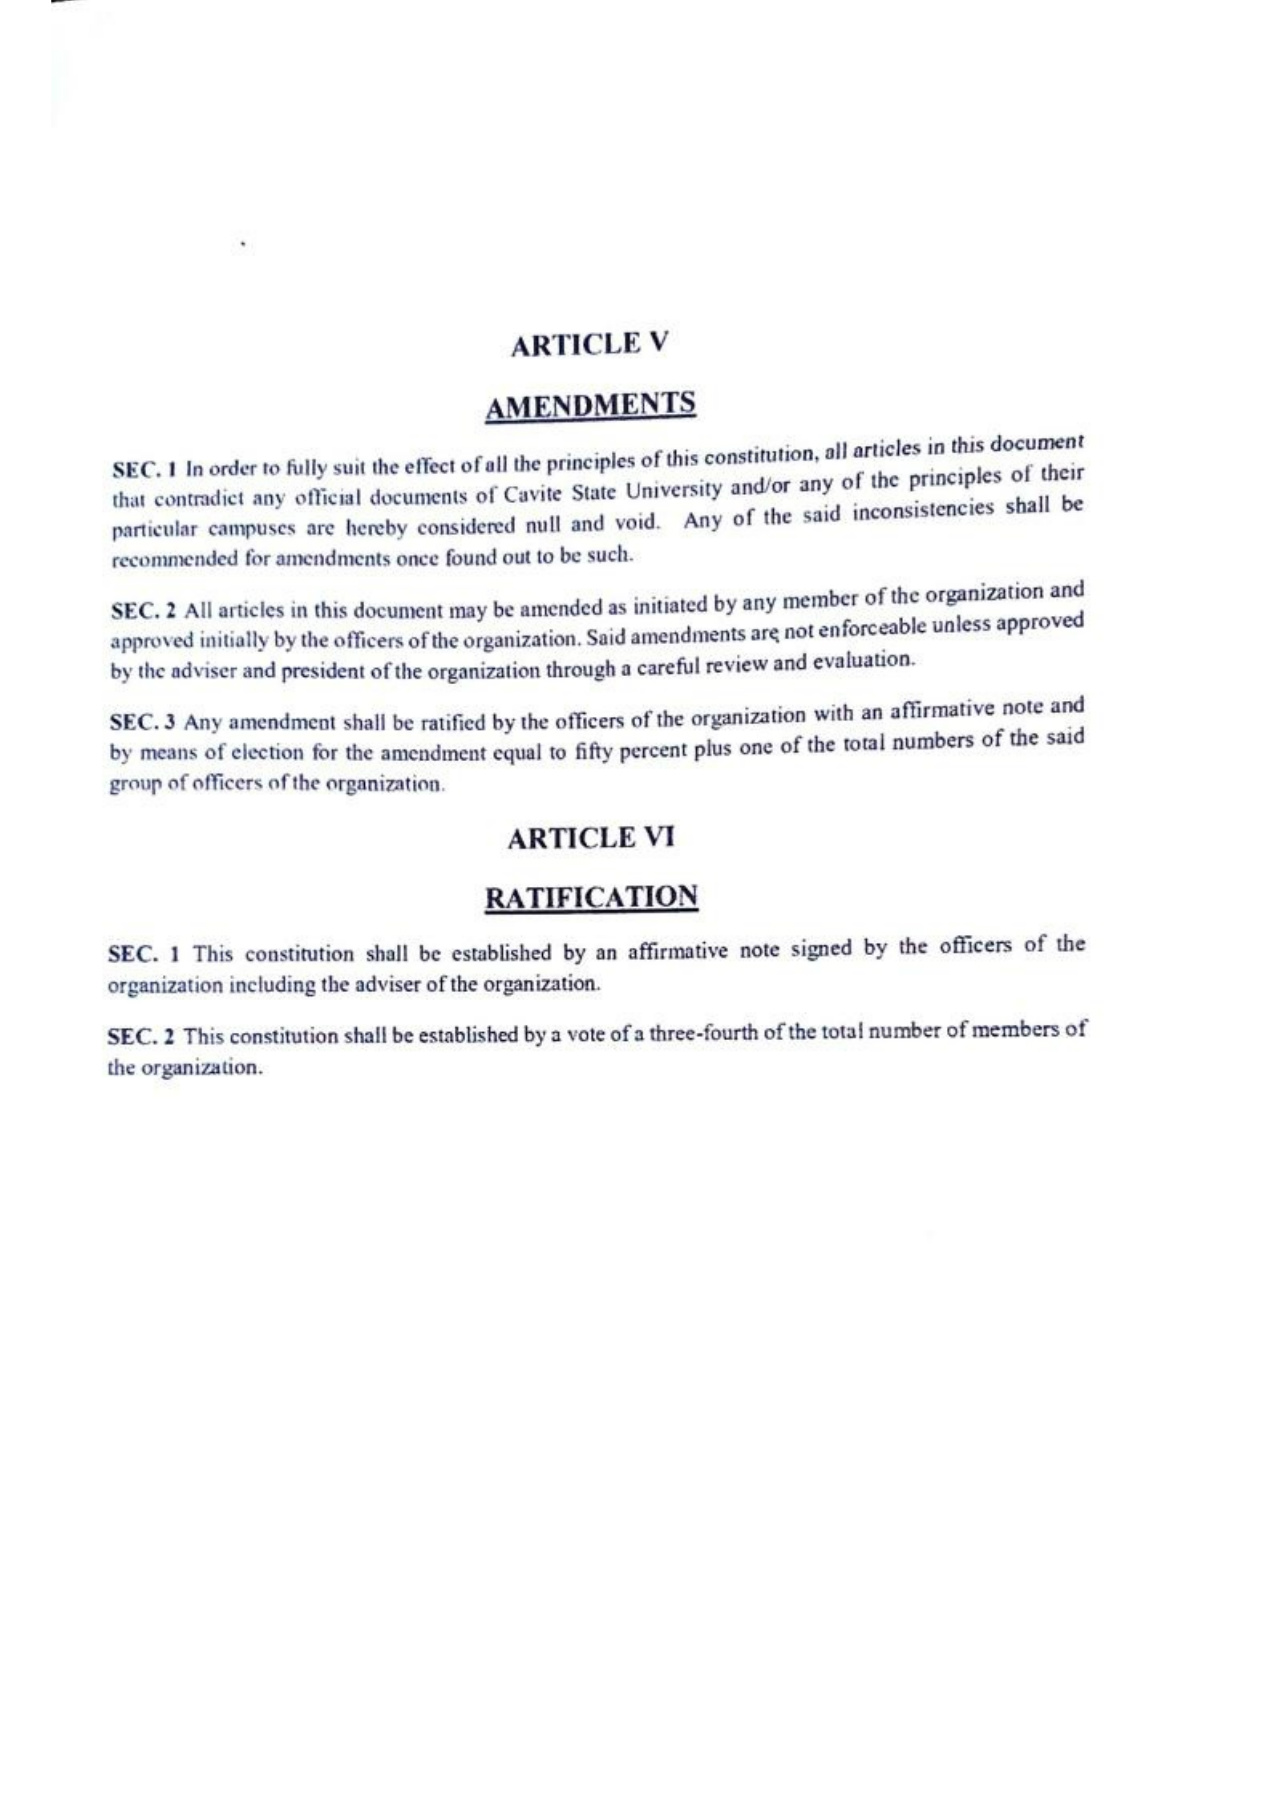 ARTICLE V
AMENDMENTS
SEC. 1 In order to fully suit the effect of all the principles of this constitution, all articles in this document
that contradict any official documents of Cavite State University and/or any of the principles of their
particular campuses are hereby considered null and void. Any of the said inconsistencies shall be
recommended for amendments once found out to be such.
SEC. 2 All articles in this document may be amended as initiated by any member of the organization and
approved initially by the officers of the organization. Said amendments are not enforceable unless approved
by the adviser and president of the organization through a careful review and evaluation.
SEC. 3 Any amendment shall be ratified by the officers of the organization with an affirmative note and
by means of election for the amendment equal to fifty percent plus one of the total numbers of the said
group of officers of the organization.
ARTICLE VI
RATIFICATION
SEC. 1 This constitution shall be established by an affirmative note signed by the officers of the
organization including the adviser of the organization.
SEC. 2 This constitution shall be established by a vote of a three-fourth of the total number of members of
the organization.